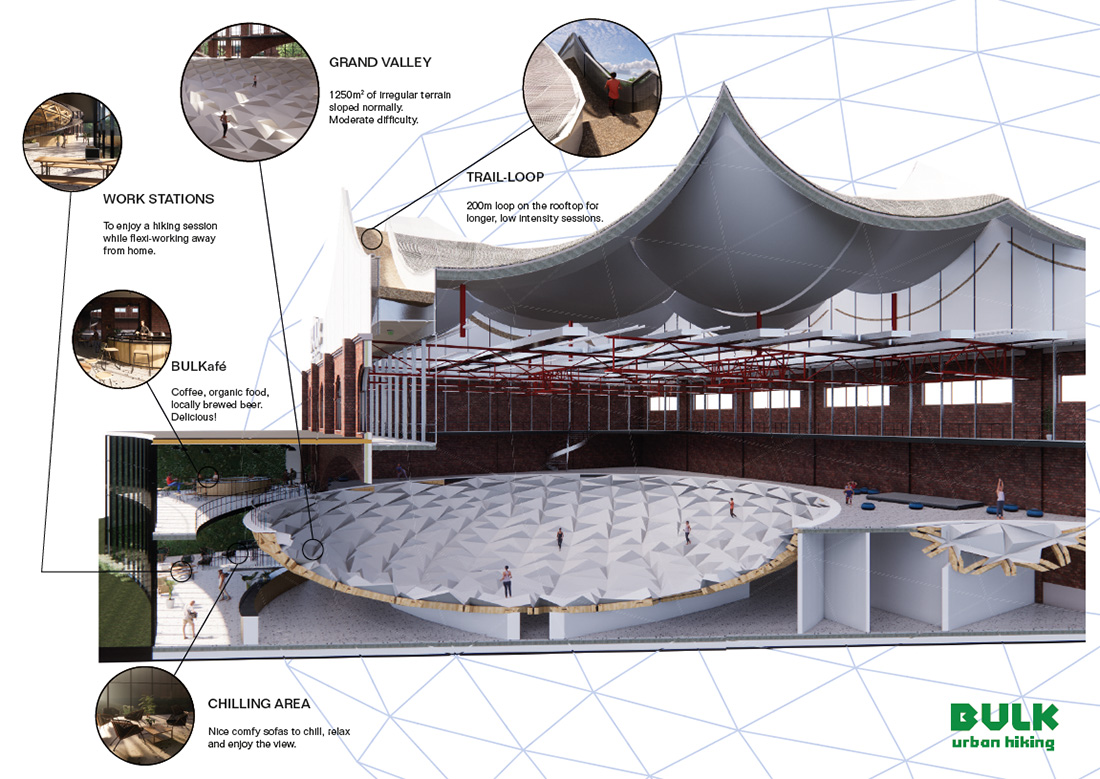 GRAND VALLEY
1250m² of irregular terrain
sloped normally.
Moderate difficulty.
TRAIL-LOOP
200m loop on the rooftop for
longer, low intensity sessions.
WORK STATIONS
To enjoy a hiking session
while flexi-working away
from home.
BULKafé
Coffee, organic food,
locally brewed beer.
Delicious!
CHILLING AREA
Nice comfy sofas to chill, relax
and enjoy the view.
BULK
urban hiking